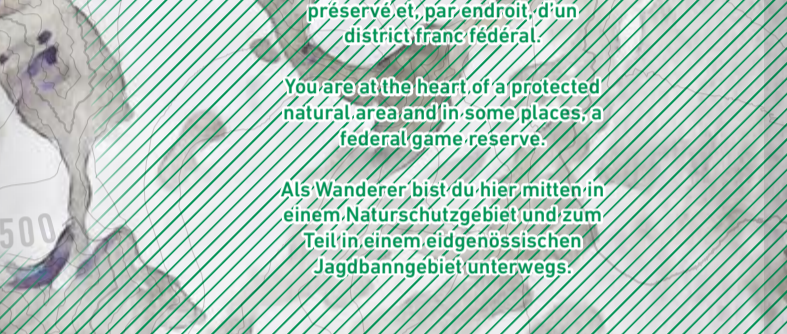 préservé et, par endroit, d'un
district franc fédéral.
You are at the heart of a protected
natural area and in some places, a
federal game reserve.
Als Wanderer bist du hier mitten in
einem Naturschutzgebiet und zum
Teil in einem eidgenössischen
Jagdbanngebiet unterwegs.
500